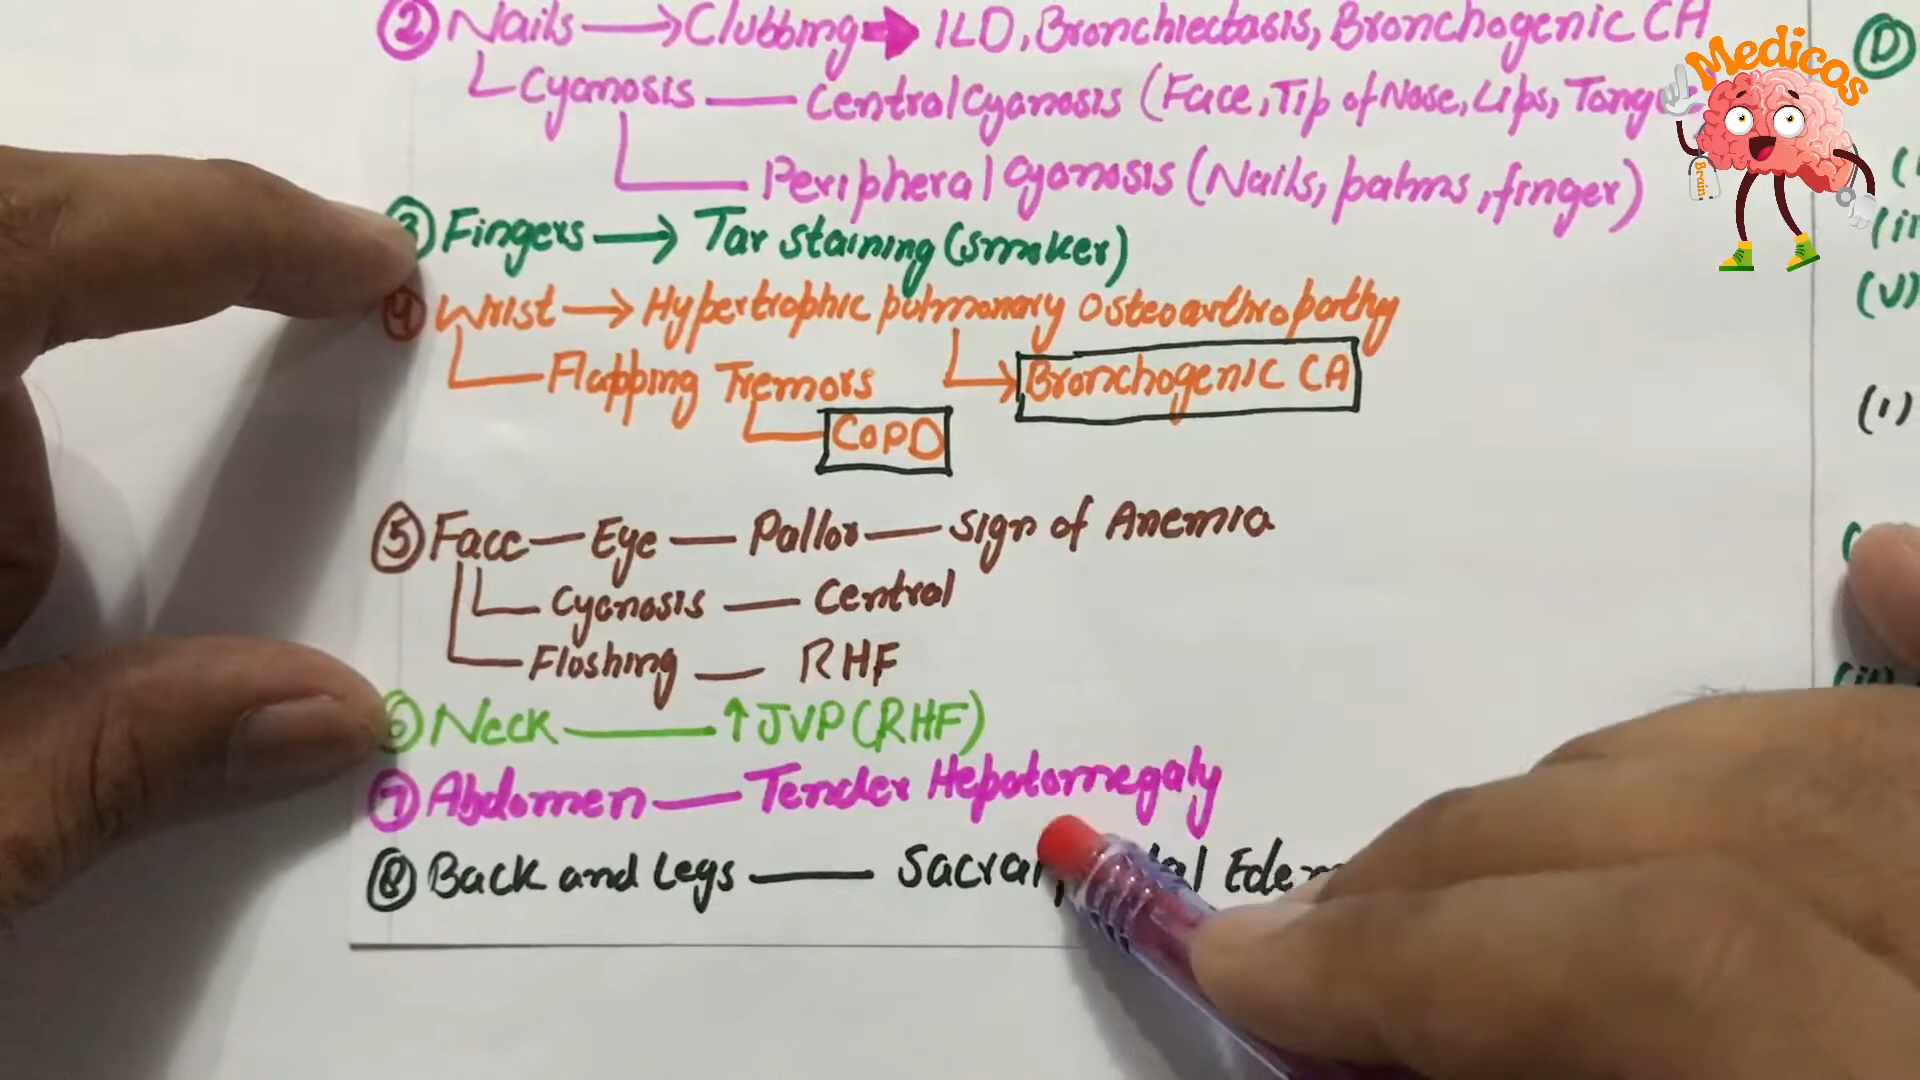 ② Nails → Clubbing → ILD, Bronchiectasis, Bronchogenic CA
Cyanosis — Central Cyanosis (Face, Tip of Nose, Lips,
Peripheral Cyanosis (Nails, palms, finger)
③ Fingers → Tar staining (smoker)
④ Wrist → Hypertrophic pulmonary Osteoarthropathy
Bronchogenic CA
Flapping Tremors
COPD
⑤ Face — Eye — Pallor — Sign of Anemia
Cyanosis — Central
Flushing — RHF
⑥ Neck — ↑ JVP (RHF)
⑦ Abdomen — Tender Hepatomegaly
⑧ Back and Legs —
Medicos
Brain
D
(V)
(I)